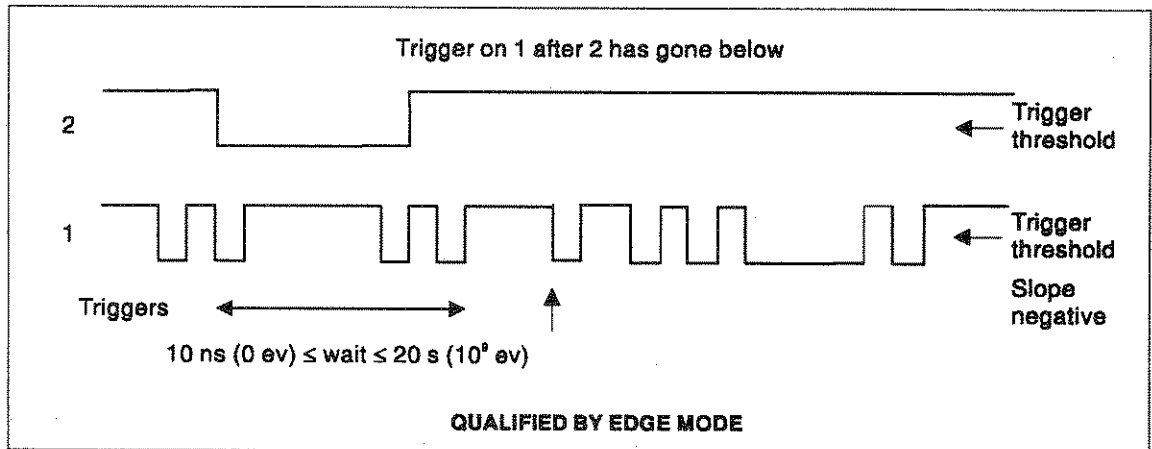 Trigger on 1 after 2 has gone below
2
Trigger
threshold
1
Trigger
threshold
Triggers
Slope
negative
10 ns (0 ev) ≤ wait ≤ 20 s (10⁹ ev)
QUALIFIED BY EDGE MODE